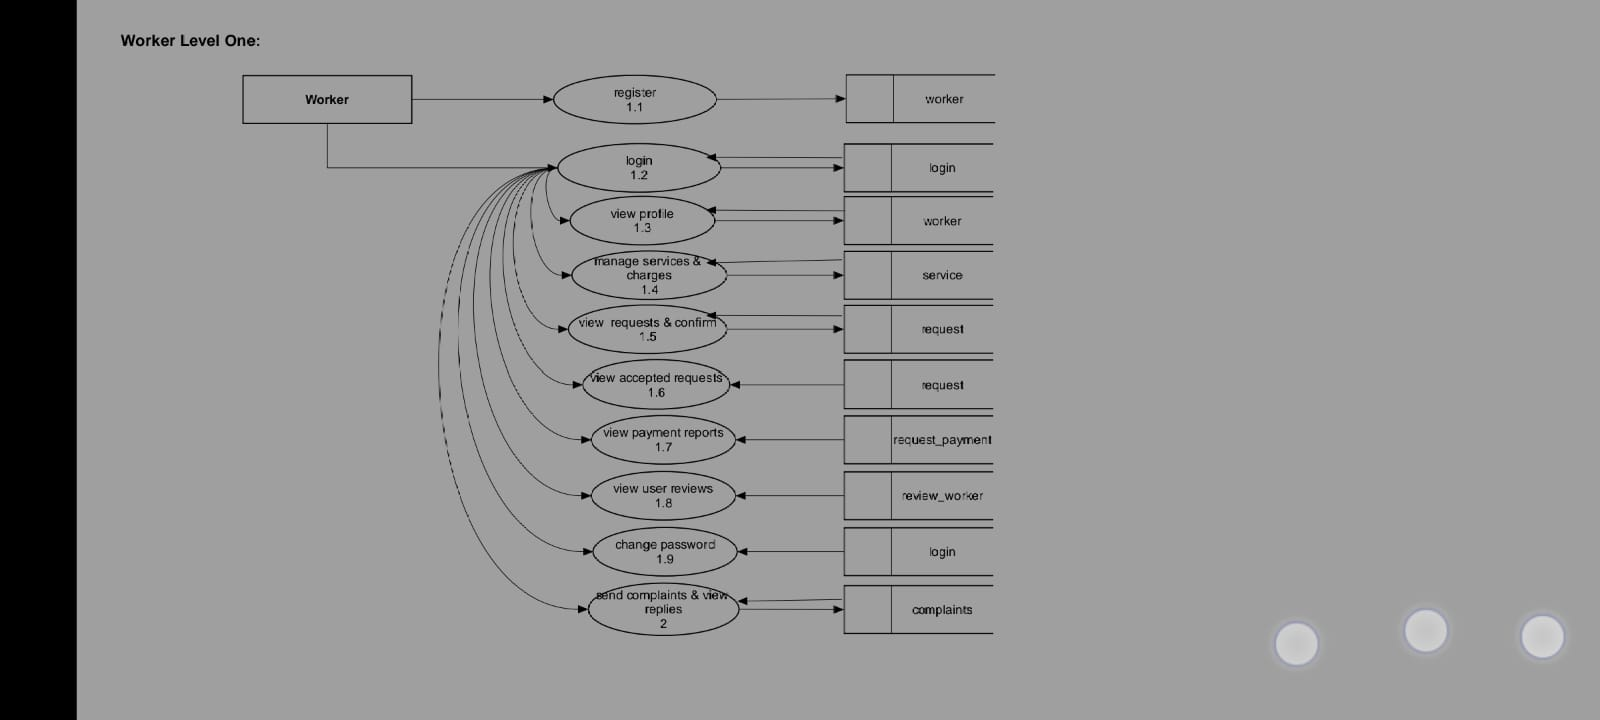 Worker Level One:
Worker
register
1.1
worker
login
1.2
login
view profile
1.3
worker
manage services &
charges
1.4
service
view requests & confirm
1.5
request
view accepted requests
1.6
request
view payment reports
1.7
request_payment
view user reviews
1.8
review_worker
change password
1.9
login
send complaints & view
replies
2
complaints